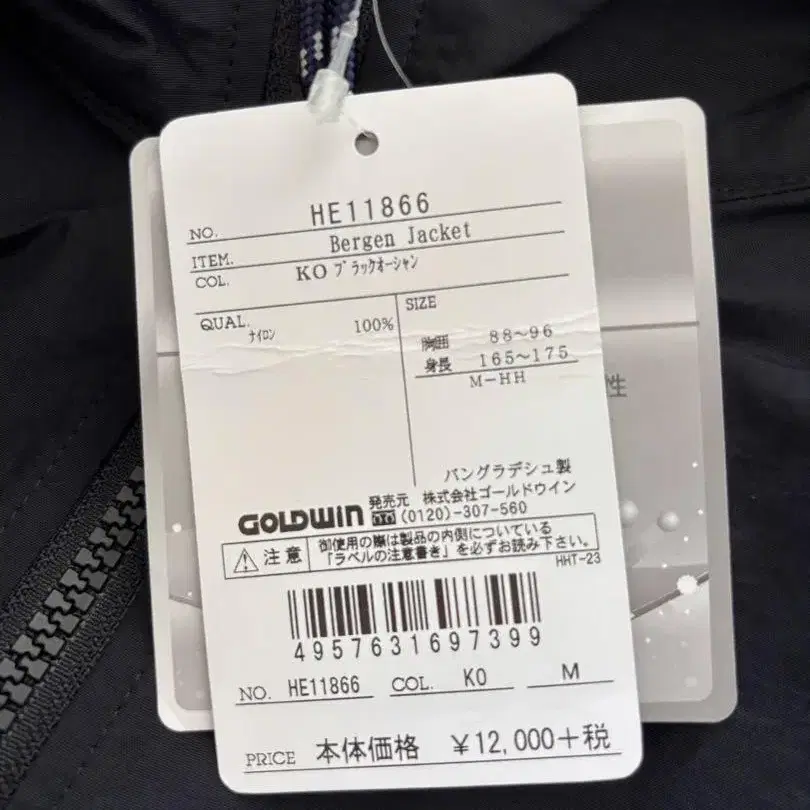 NO. HE11866
ITEM. Bergen Jacket
COL. KO ブラックオーシャン
QUAL.
ナイロン 100%
SIZE
胸囲 88~96
身長 165~175
M-HH
バングラデシュ製
GOLDWIN 発売元 株式会社ゴールドウイン
(0120)-307-560
注意 御使用の際は製品の内側についている
「ラベルの注意書き」を必ずお読み下さい。
HHT-23
4957631697399
NO. HE11866 COL. KO M
PRICE 本体価格 ¥12,000+税
性